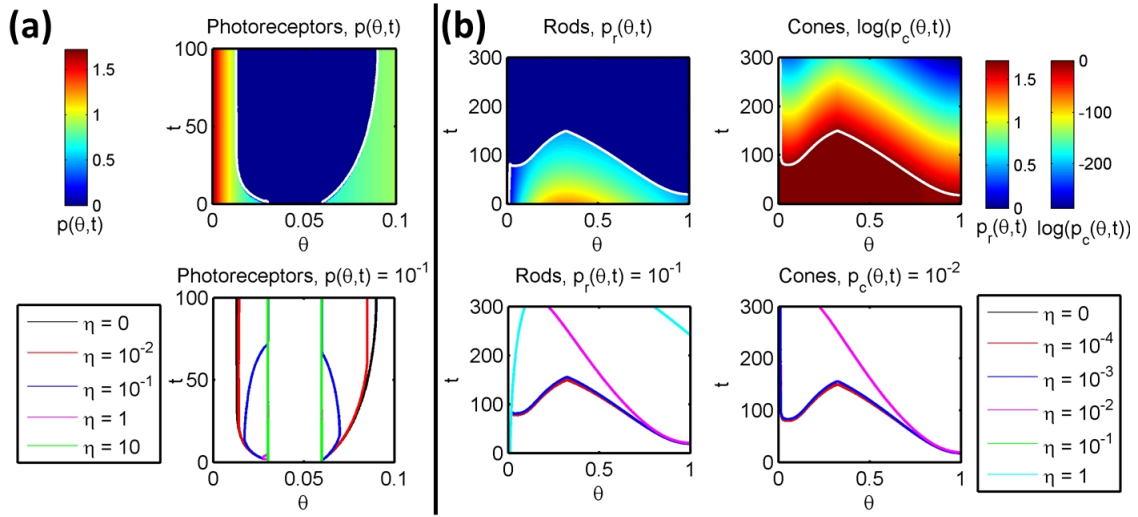 (a)
Photoreceptors, p(θ,t)
100
50
0
t
0
0.05
0.1
θ
1.5
1
0.5
0
p(θ,t)
Photoreceptors, p(θ,t) = 10⁻¹
100
50
0
t
0
0.05
0.1
θ
η = 0
η = 10⁻²
η = 10⁻¹
η = 1
η = 10
(b)
Rods, pᵣ(θ,t)
300
200
100
0
t
0
0.5
1
θ
Cones, log(p_c(θ,t))
300
200
100
0
t
0
0.5
1
θ
1.5
1
0.5
0
pᵣ(θ,t)
0
-100
-200
log(p_c(θ,t))
Rods, pᵣ(θ,t) = 10⁻¹
300
200
100
0
t
0
0.5
1
θ
Cones, p_c(θ,t) = 10⁻²
300
200
100
0
t
0
0.5
1
θ
η = 0
η = 10⁻⁴
η = 10⁻³
η = 10⁻²
η = 10⁻¹
η = 1